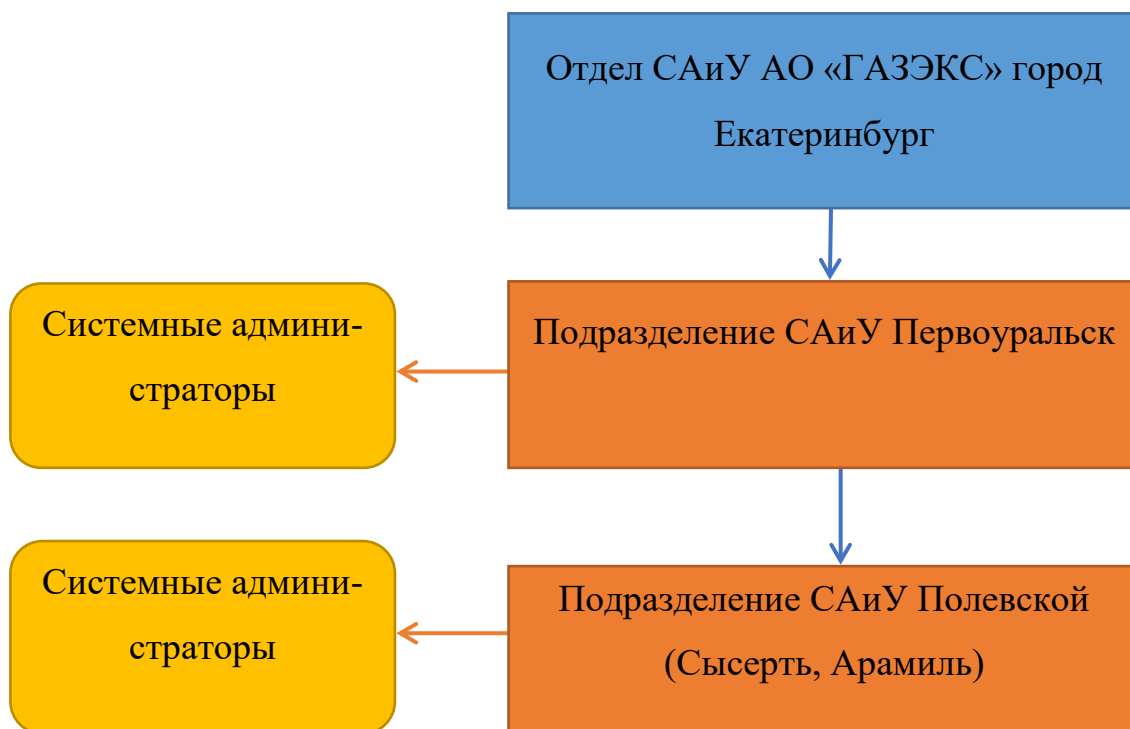 Отдел САиУ АО «ГАЗЭКС» город
Екатеринбург
Системные админи-
страторы
Подразделение САиУ Первоуральск
Системные админи-
страторы
Подразделение САиУ Полевской
(Сысерть, Арамиль)